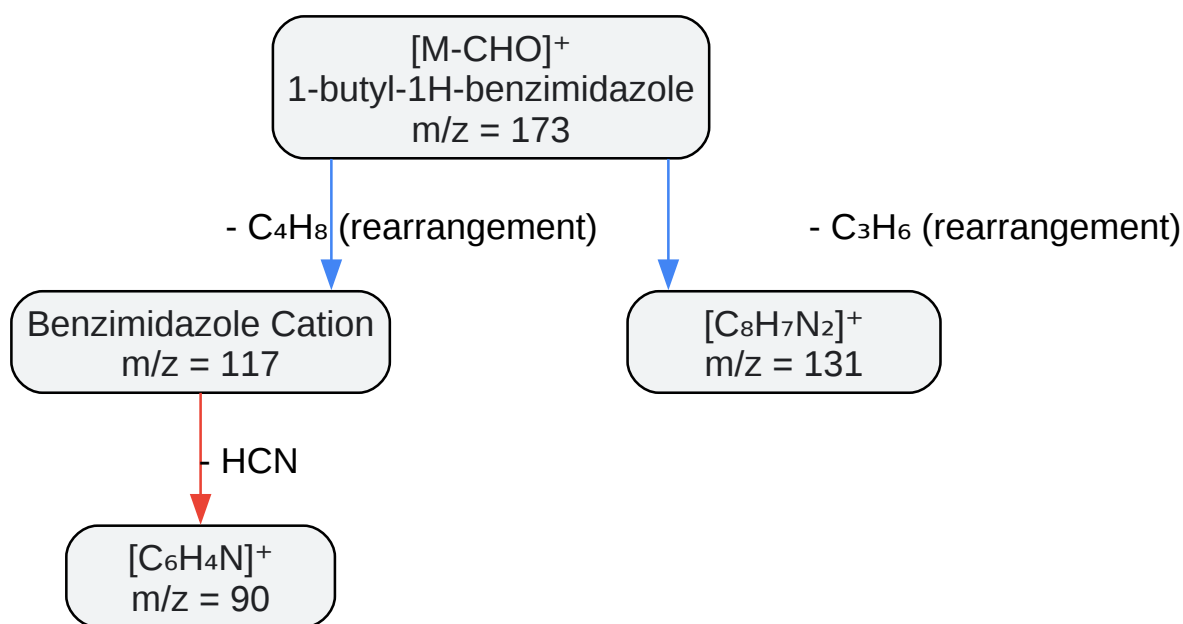 [M-CHO]⁺
1-butyl-1H-benzimidazole
m/z = 173
- C₄H₈ (rearrangement)
- C₃H₆ (rearrangement)
Benzimidazole Cation
m/z = 117
[C₈H₇N₂]⁺
m/z = 131
- HCN
[C₆H₄N]⁺
m/z = 90